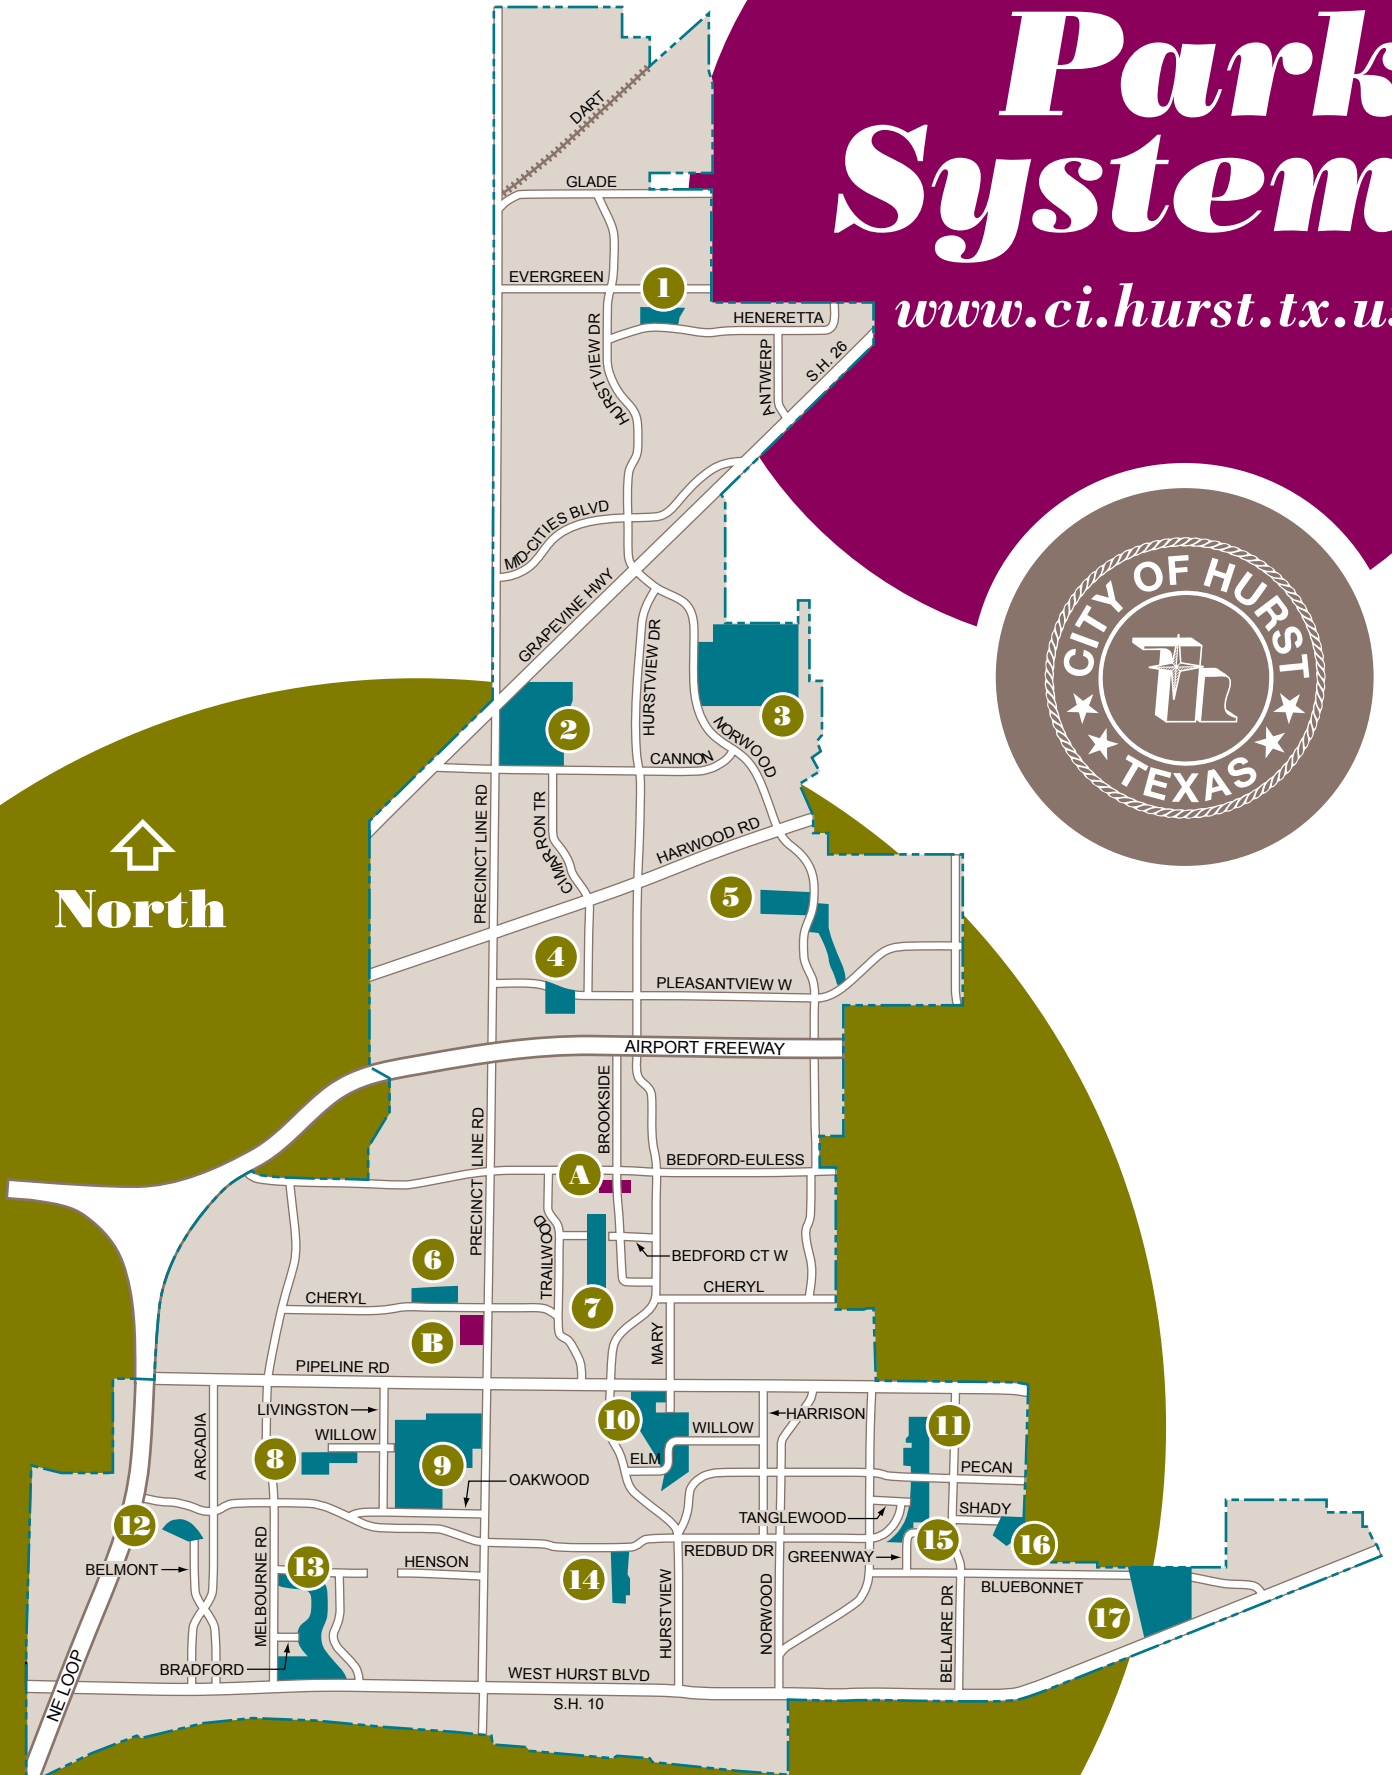 Park
System
www.ci.hurst.tx.u
CITY OF HURST
TEXAS
North
DART
GLADE
EVERGREEN
1
HENERETTA
HURSTVIEW DR
ANTWERP
S.H. 26
MID-CITIES BLVD
GRAPEVINE HWY
HURSTVIEW DR
2
3
NORWOOD
CANNON
PRECINCT LINE RD
CIMARRON TR
HARWOOD RD
5
4
PLEASANTVIEW W
AIRPORT FREEWAY
BROOKSIDE
PRECINCT LINE RD
A
BEDFORD-EULESS
TRAILWOOD
BEDFORD CT W
6
CHERYL
CHERYL
7
B
MARY
PIPELINE RD
LIVINGSTON
HARRISON
10
11
WILLOW
WILLOW
ARCADIA
8
9
ELM
PECAN
OAKWOOD
SHADY
12
TANGLEWOOD
15
16
REDBUD DR
GREENWAY
BELMONT
MELBOURNE RD
13
HENSON
14
BLUEBONNET
17
HURSTVIEW
NORWOOD
BELLAIRE DR
BRADFORD
WEST HURST BLVD
S.H. 10
NE LOOP